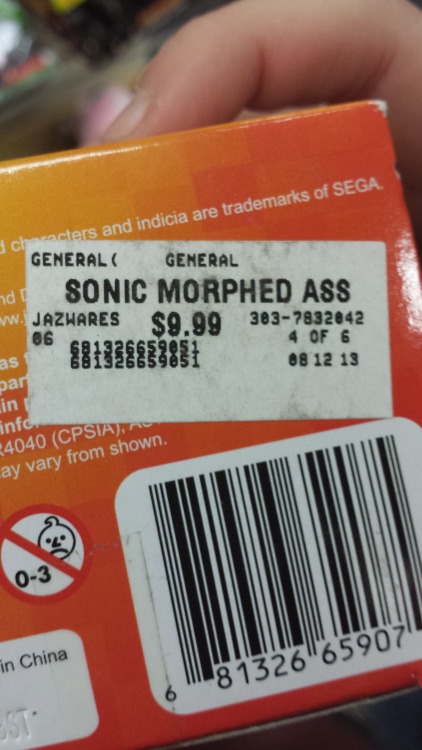 characters and indicia are trademarks of SEGA.
GENERAL( GENERAL
SONIC MORPHED ASS
JAZWARES $9.99 303-7832042
06 681326659051 4 OF 6
681326659051 08 12 13
R4040 (CPSIA),
ay vary from shown.
0-3
in China
6 81326 65907